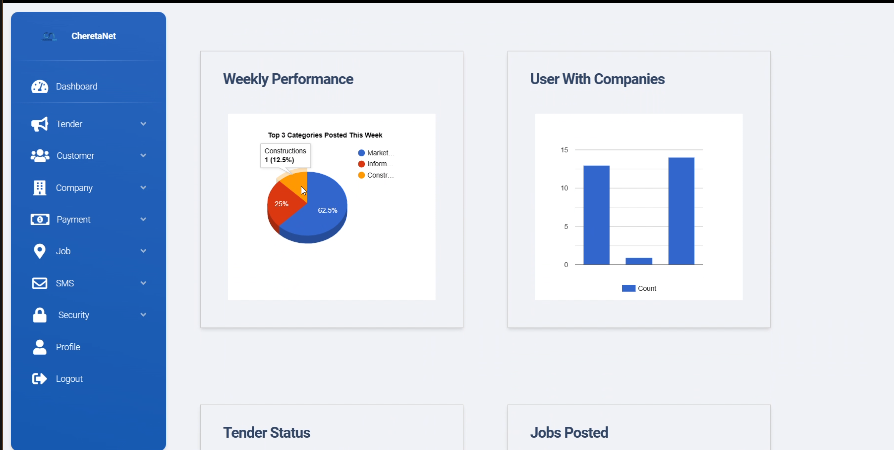 CheretaNet
Dashboard
Tender
Customer
Company
Payment
Job
SMS
Security
Profile
Logout
Weekly Performance
Top 3 Categories Posted This Week
Constructions
1 (12.5%)
Market...
Inform...
Constr...
25%
62.5%
User With Companies
15
10
5
0
Count
Tender Status
Jobs Posted